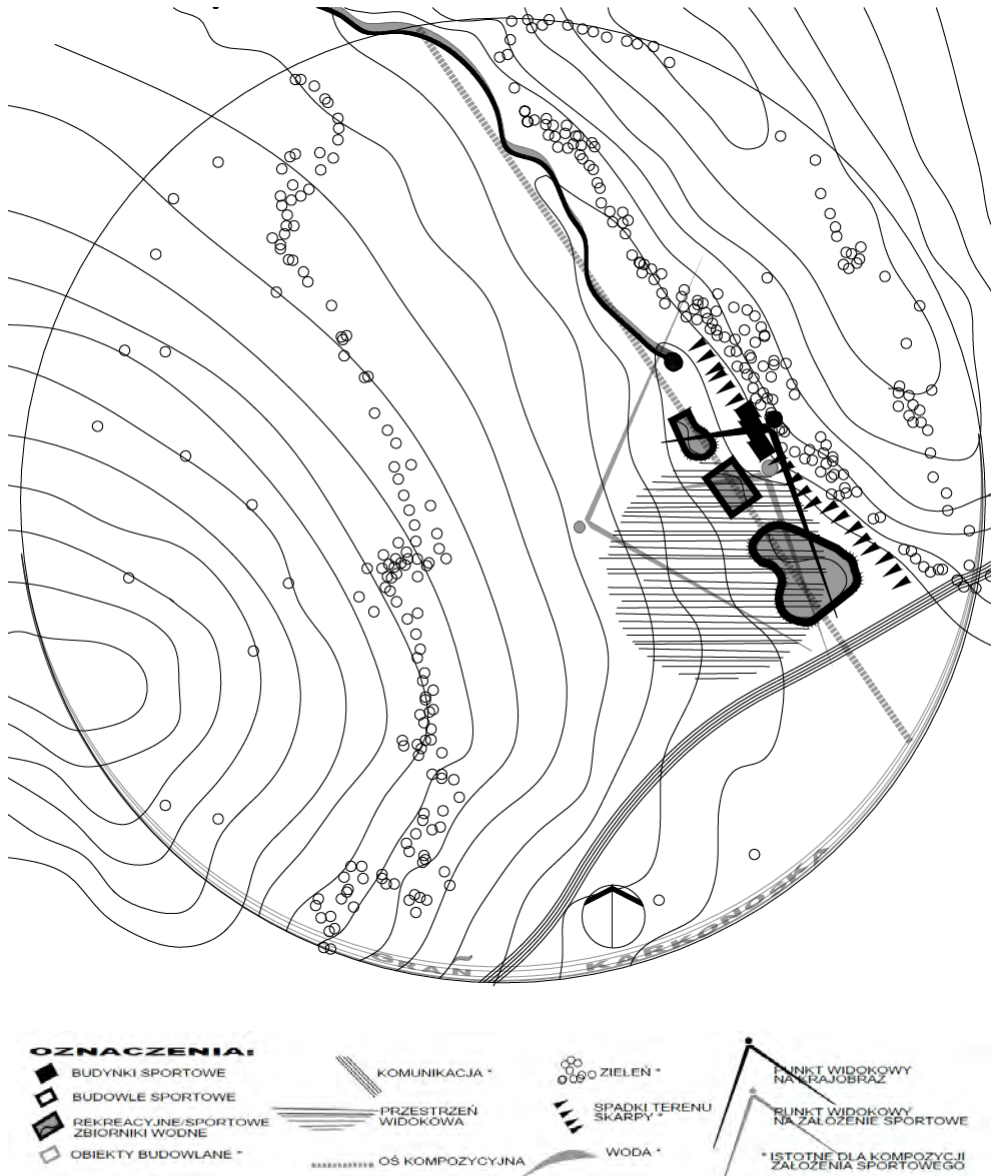 GRAŃ KARKONOSKA
OZNACZENIA:
BUDYNKI SPORTOWE
BUDOWLE SPORTOWE
REKREACYJNE/SPORTOWE
ZBIORNIKI WODNE
OBIEKTY BUDOWLANE *
KOMUNIKACJA *
PRZESTRZEŃ
WIDOKOWA
OŚ KOMPOZYCYJNA
ZIELEŃ *
SPADKI TERENU
SKARPY *
WODA *
PUNKT WIDOKOWY
NA KRAJOBRAZ
PUNKT WIDOKOWY
NA ZAŁOŻENIE SPORTOWE
* ISTOTNE DLA KOMPOZYCJI
ZAŁOŻENIA SPORTOWEGO